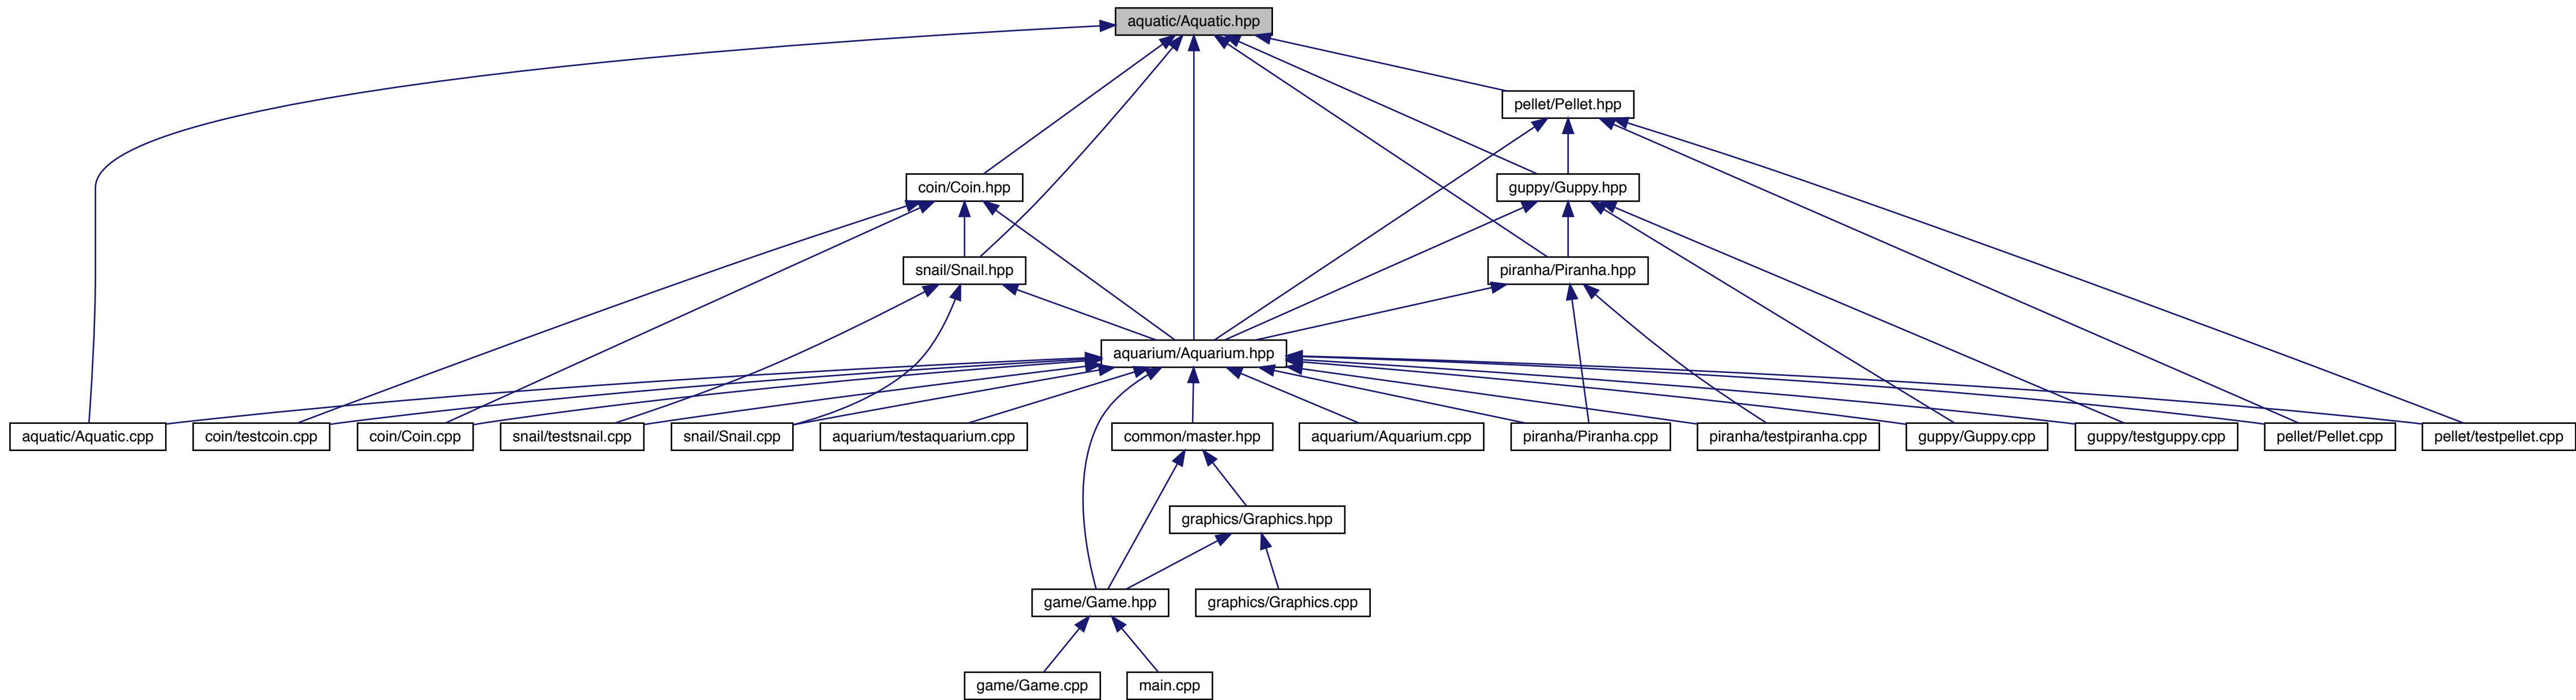 aquatic/Aquatic.hpp
pellet/Pellet.hpp
coin/Coin.hpp
guppy/Guppy.hpp
snail/Snail.hpp
piranha/Piranha.hpp
aquarium/Aquarium.hpp
aquatic/Aquatic.cpp
coin/testcoin.cpp
coin/Coin.cpp
snail/testsnail.cpp
snail/Snail.cpp
aquarium/testaquarium.cpp
common/master.hpp
aquarium/Aquarium.cpp
piranha/Piranha.cpp
piranha/testpiranha.cpp
guppy/Guppy.cpp
guppy/testguppy.cpp
pellet/Pellet.cpp
pellet/testpellet.cpp
graphics/Graphics.hpp
game/Game.hpp
graphics/Graphics.cpp
game/Game.cpp
main.cpp